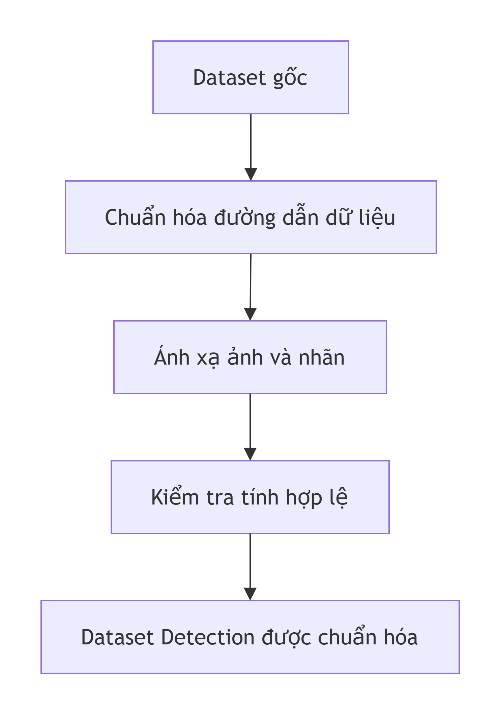 Dataset gốc
Chuẩn hóa đường dẫn dữ liệu
Ánh xạ ảnh và nhãn
Kiểm tra tính hợp lệ
Dataset Detection được chuẩn hóa